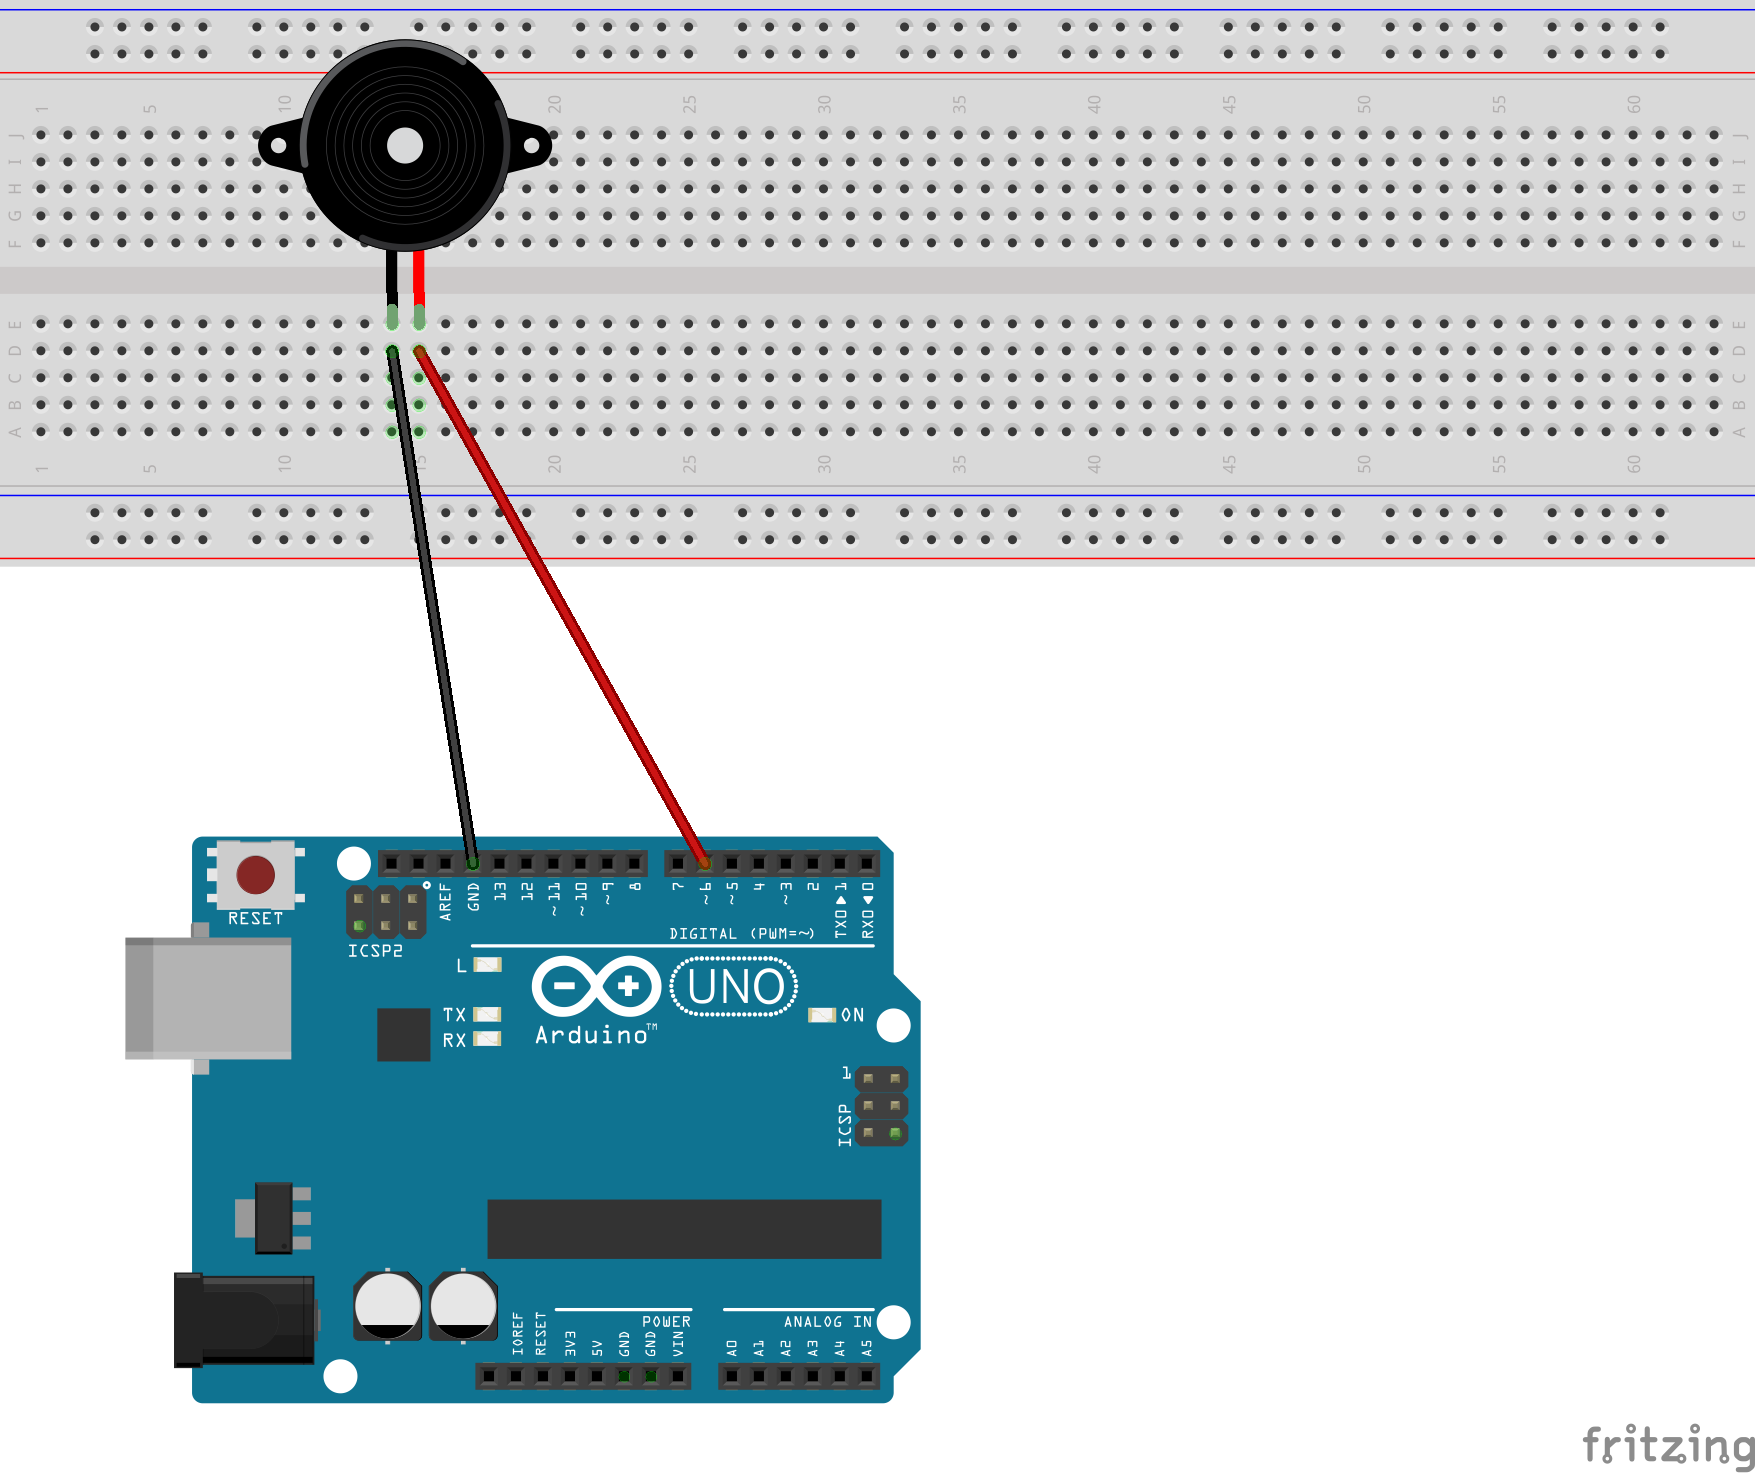 1 5 10 20 25 30 35 40 45 50 55 60
J J
I I
H H
G G
F F
E E
D D
C C
B B
A A
1 5 10 15 20 25 30 35 40 45 50 55 60
AREF GND 13 12 ~11 ~10 ~9 8 7 ~6 ~5 4 ~3 2 TX0▶1 RX0◀0
RESET
DIGITAL (PWM=~)
ICSP2
L
UNO
TX
ON
RX
Arduino™
1
ICSP
POWER
ANALOG IN
IOREF RESET 3V3 5V GND GND VIN A0 A1 A2 A3 A4 A5
fritzing